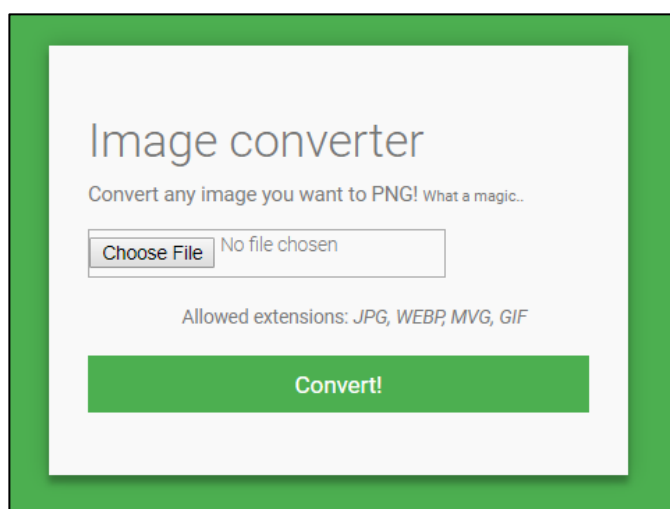 Image converter
Convert any image you want to PNG! What a magic..
Choose File No file chosen
Allowed extensions: JPG, WEBP, MVG, GIF
Convert!